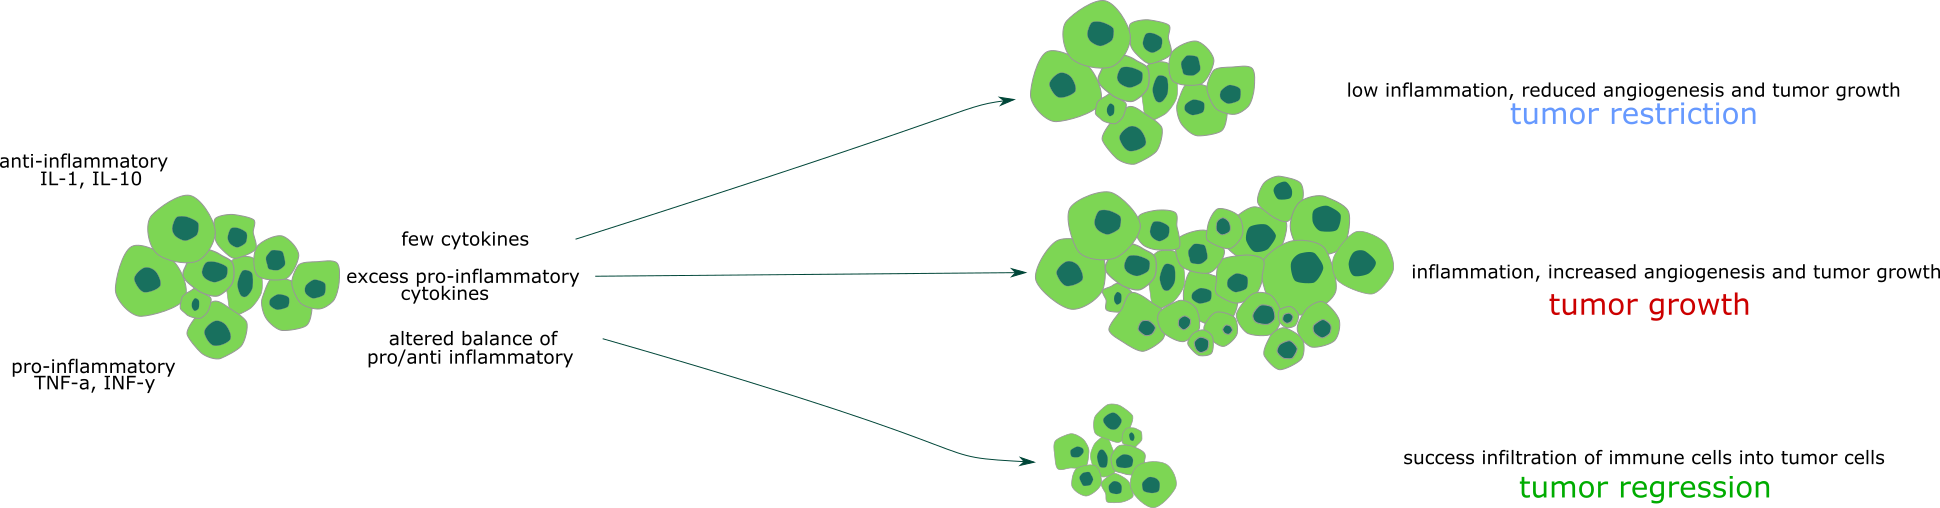 anti-inflammatory
IL-1, IL-10
pro-inflammatory
TNF-a, INF-y
few cytokines
excess pro-inflammatory
cytokines
altered balance of
pro/anti inflammatory
low inflammation, reduced angiogenesis and tumor growth
tumor restriction
inflammation, increased angiogenesis and tumor growth
tumor growth
success infiltration of immune cells into tumor cells
tumor regression